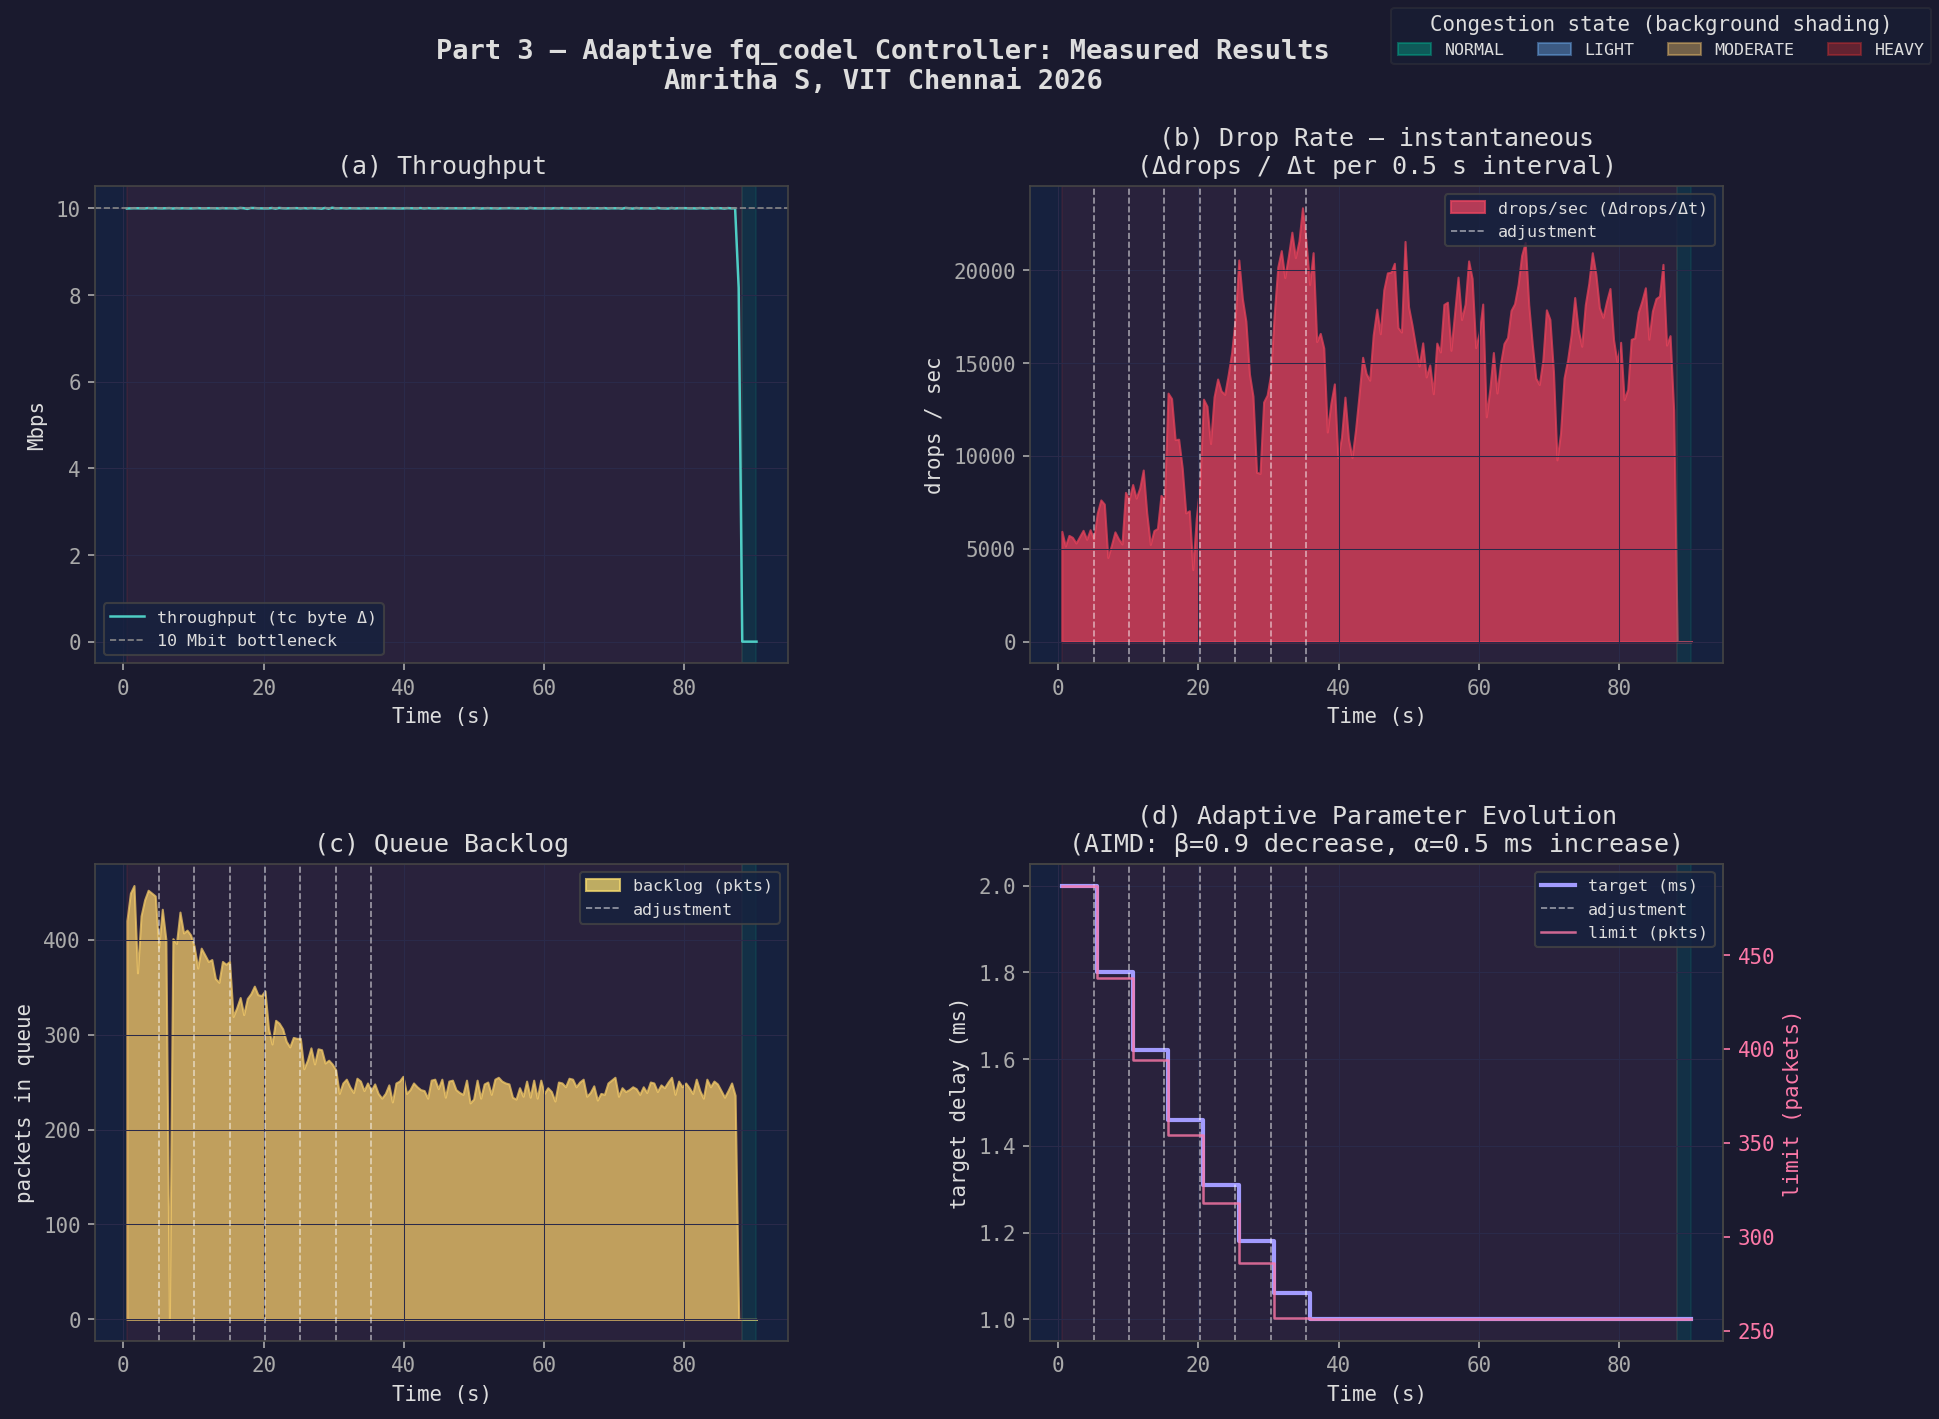 Part 3 — Adaptive fq_codel Controller: Measured Results
Amritha S, VIT Chennai 2026
Congestion state (background shading)
NORMAL LIGHT MODERATE HEAVY
(a) Throughput
10
8
6
4
2
0
Mbps
throughput (tc byte Δ)
10 Mbit bottleneck
0 20 40 60 80
Time (s)
(b) Drop Rate — instantaneous
(Δdrops / Δt per 0.5 s interval)
drops/sec (Δdrops/Δt)
adjustment
20000
15000
10000
5000
0
drops / sec
0 20 40 60 80
Time (s)
(c) Queue Backlog
backlog (pkts)
adjustment
400
300
200
100
0
packets in queue
0 20 40 60 80
Time (s)
(d) Adaptive Parameter Evolution
(AIMD: β=0.9 decrease, α=0.5 ms increase)
target (ms)
adjustment
limit (pkts)
2.0
1.8
1.6
1.4
1.2
1.0
target delay (ms)
450
400
350
300
250
limit (packets)
0 20 40 60 80
Time (s)